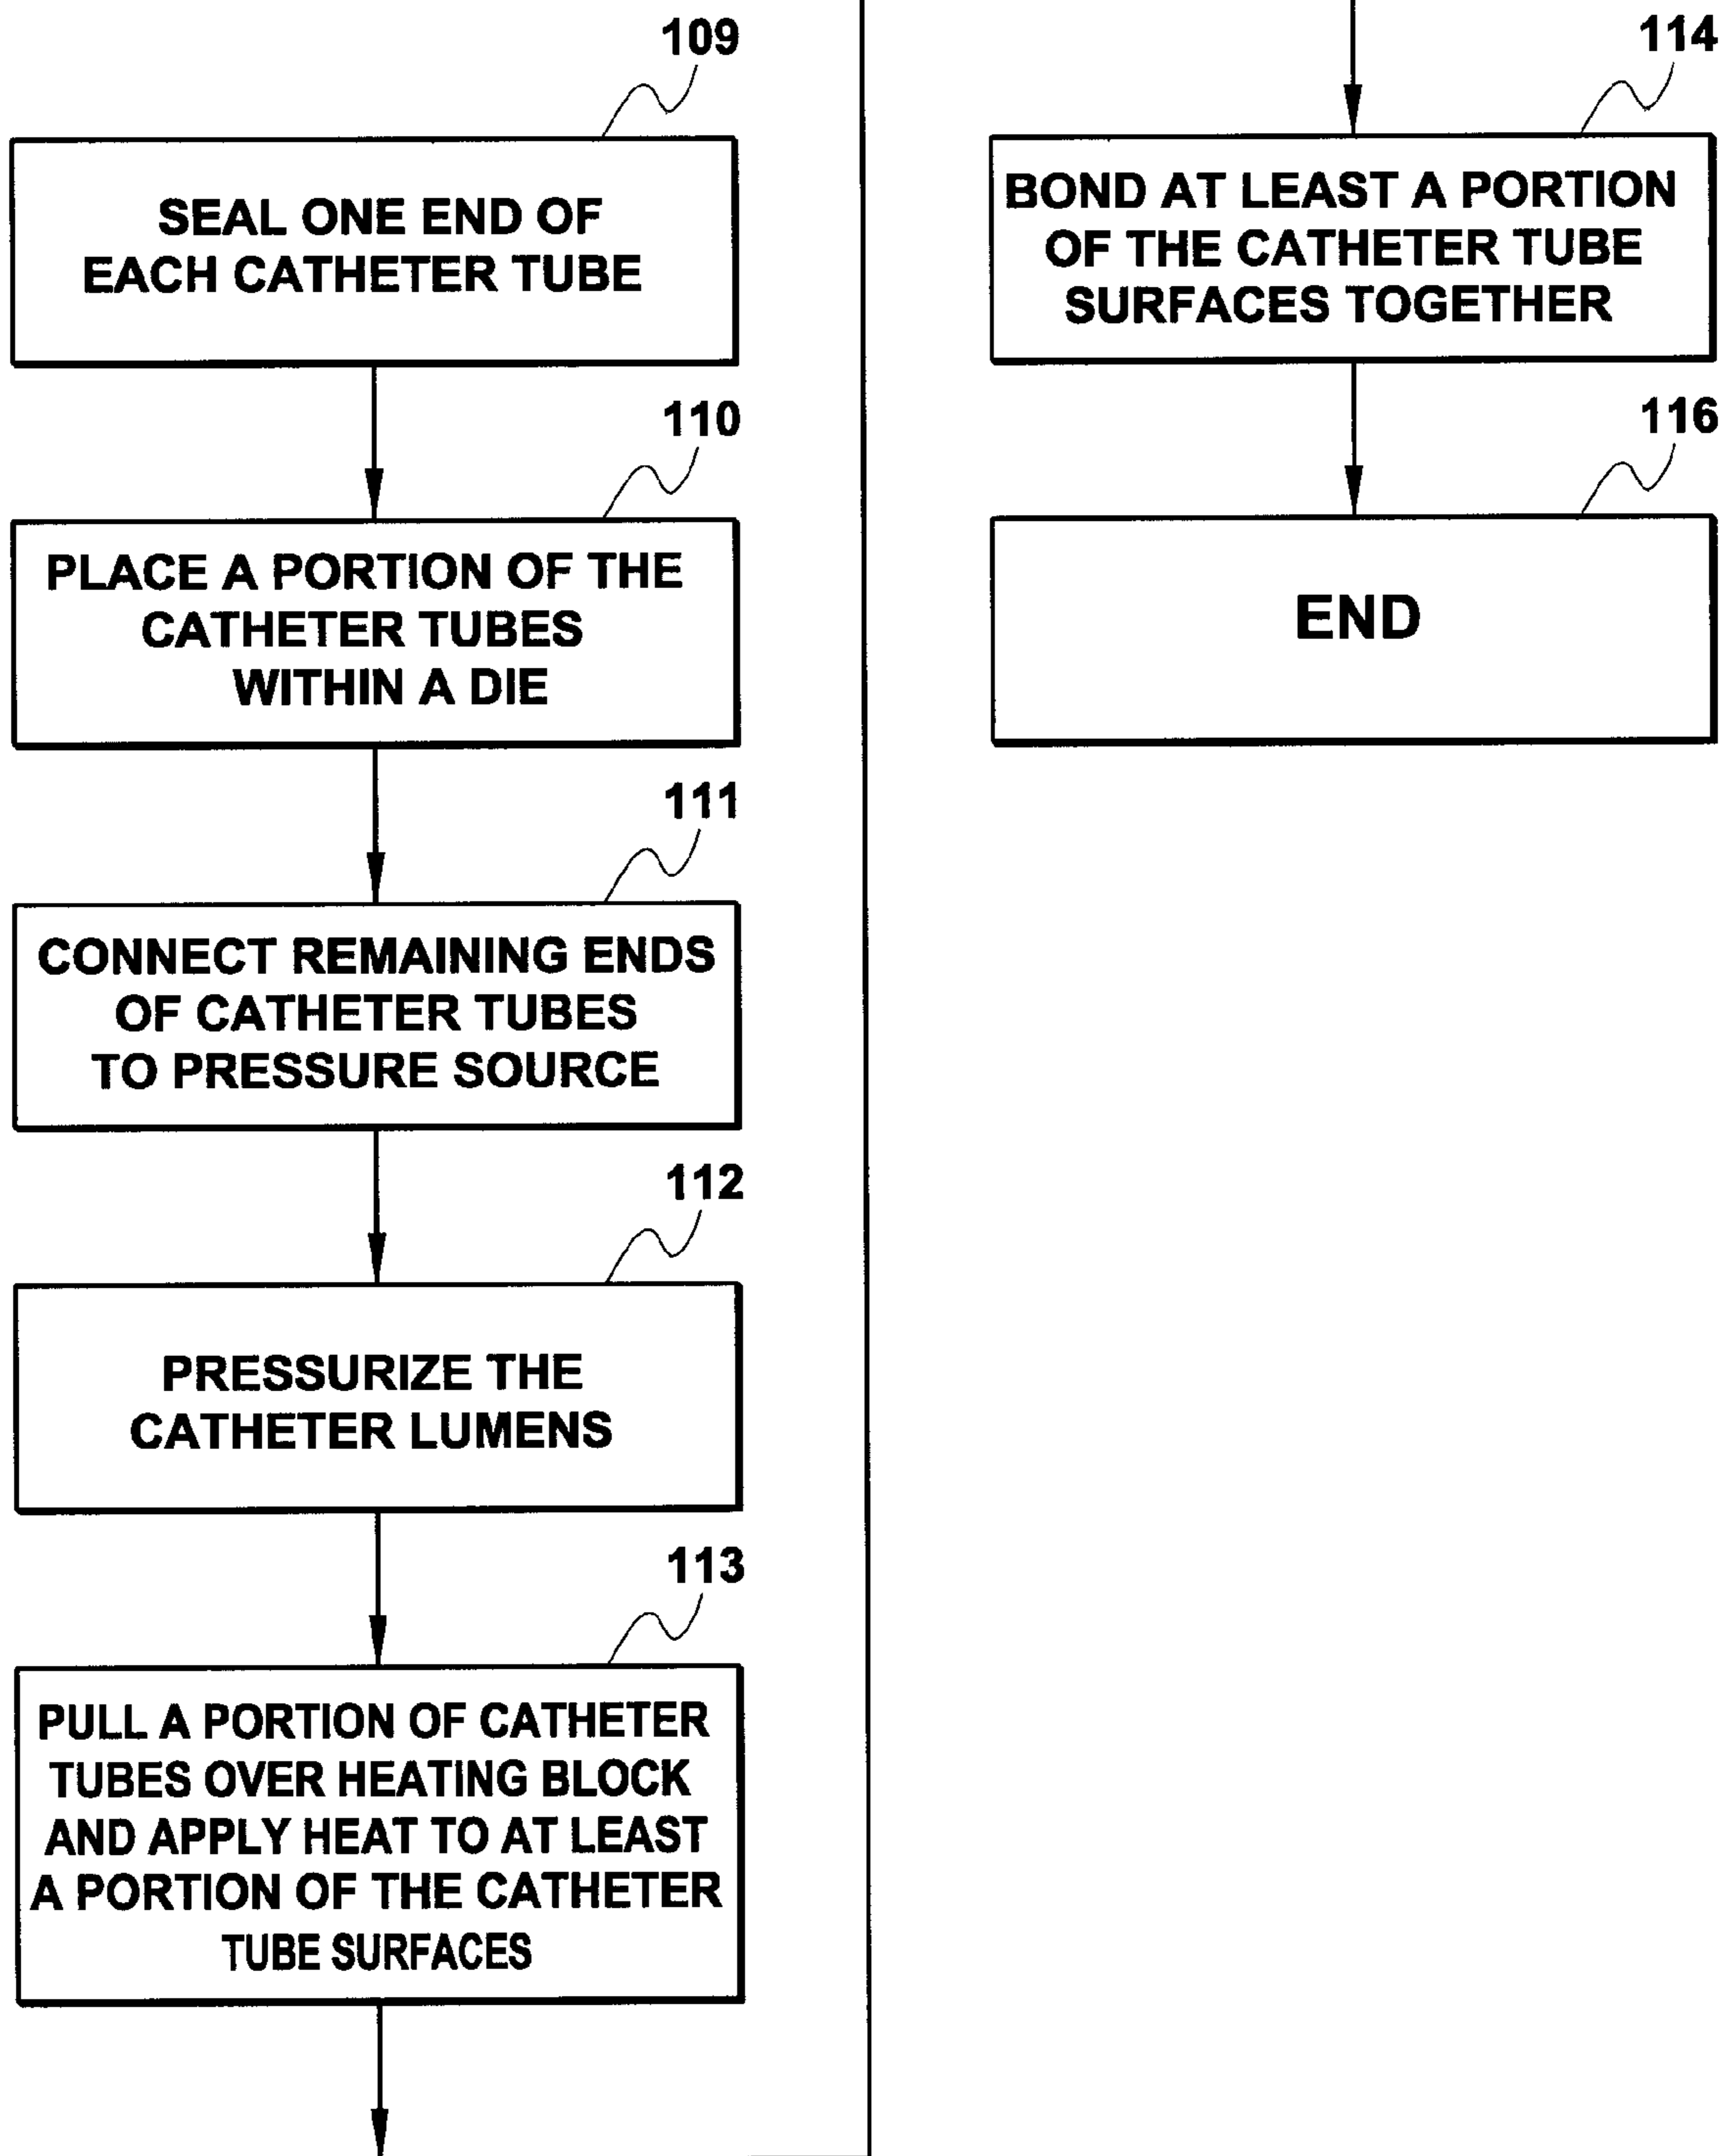 109
SEAL ONE END OF
EACH CATHETER TUBE
110
PLACE A PORTION OF THE
CATHETER TUBES
WITHIN A DIE
111
CONNECT REMAINING ENDS
OF CATHETER TUBES
TO PRESSURE SOURCE
112
PRESSURIZE THE
CATHETER LUMENS
113
PULL A PORTION OF CATHETER
TUBES OVER HEATING BLOCK
AND APPLY HEAT TO AT LEAST
A PORTION OF THE CATHETER
TUBE SURFACES
114
BOND AT LEAST A PORTION
OF THE CATHETER TUBE
SURFACES TOGETHER
116
END